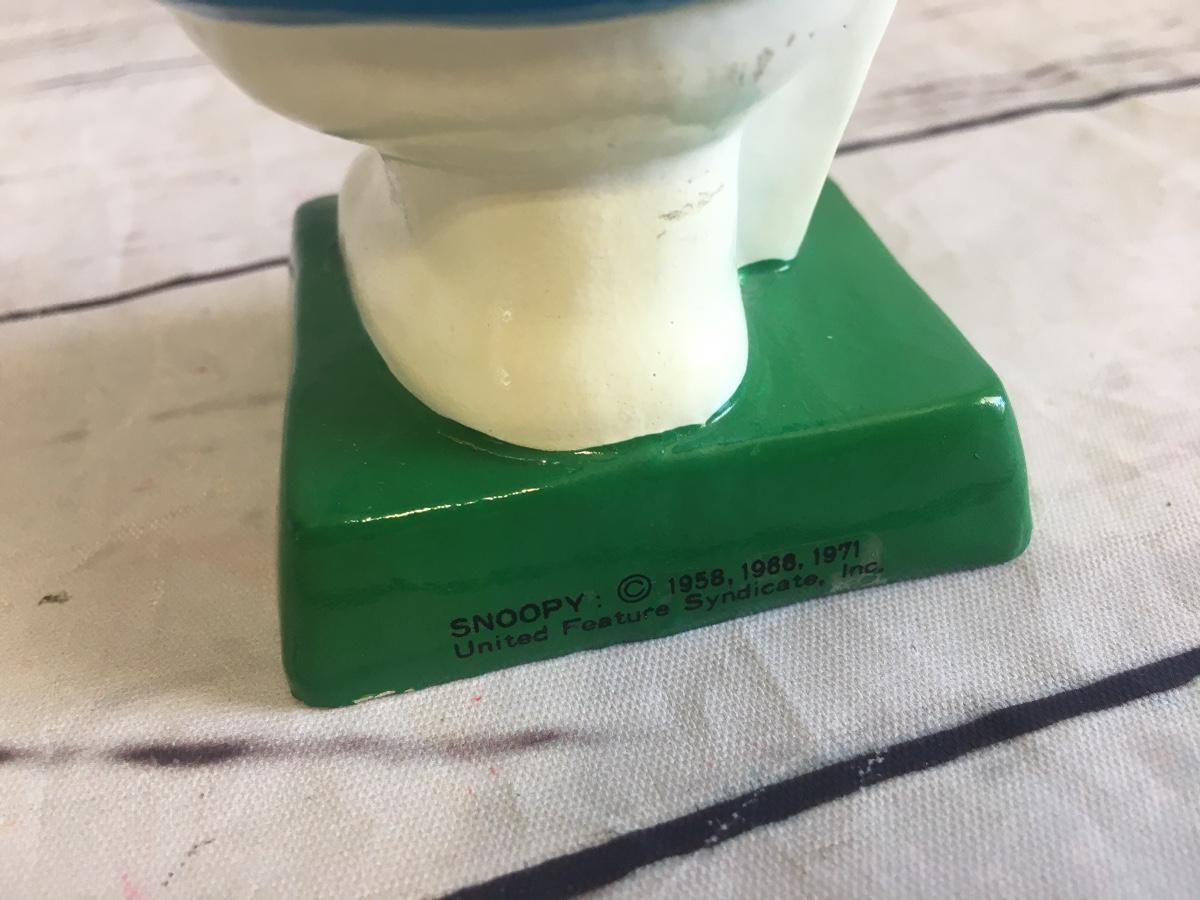 SNOOPY: © 1958, 1966, 1971
United Feature Syndicate, Inc.